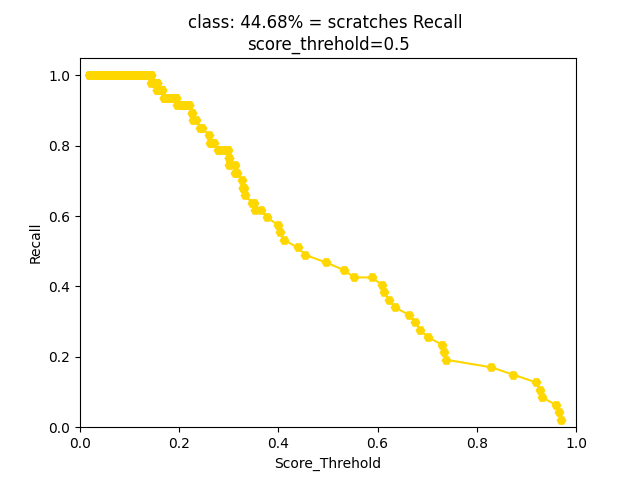 class: 44.68% = scratches Recall
score_threhold=0.5
1.0
0.8
0.6
0.4
0.2
0.0
Recall
0.0 0.2 0.4 0.6 0.8 1.0
Score_Threhold